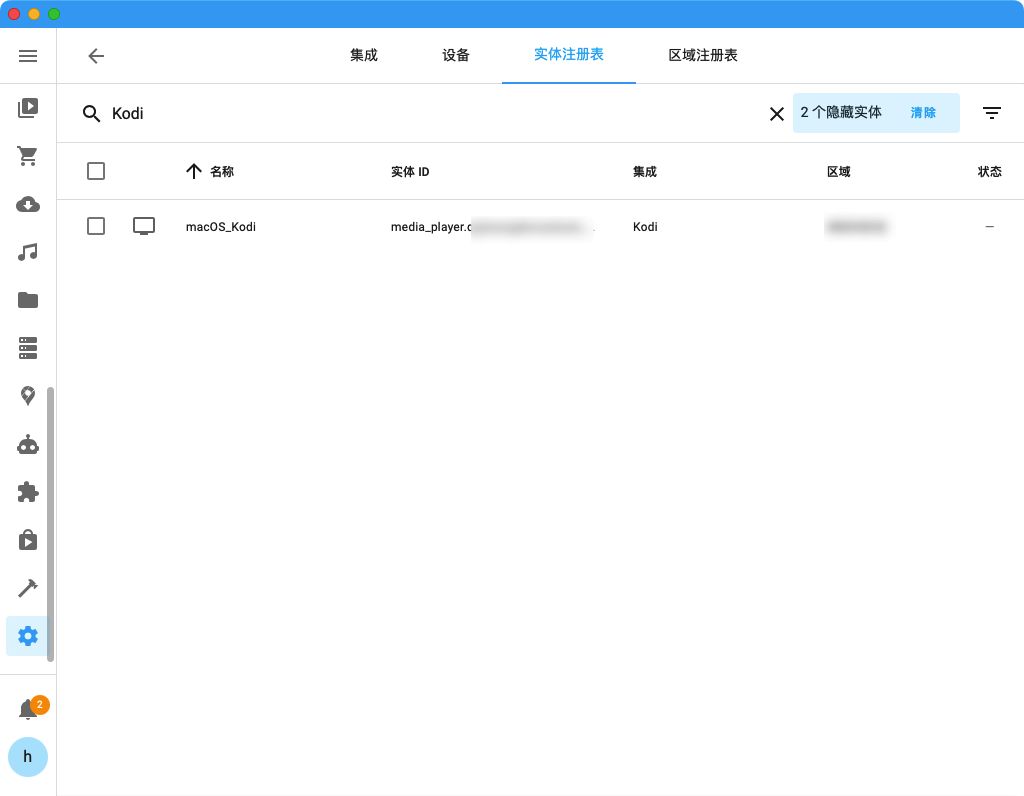 集成 设备 实体注册表 区域注册表
Kodi 2 个隐藏实体 清除
名称 实体 ID 集成 区域 状态
macOS_Kodi media_player. Kodi –
2
h